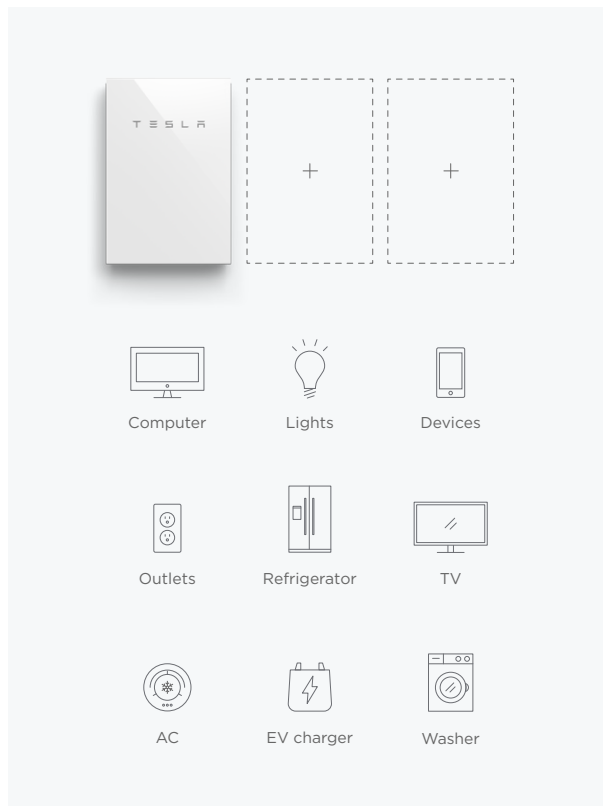 TESLA
Computer
Lights
Devices
Outlets
Refrigerator
TV
AC
EV charger
Washer